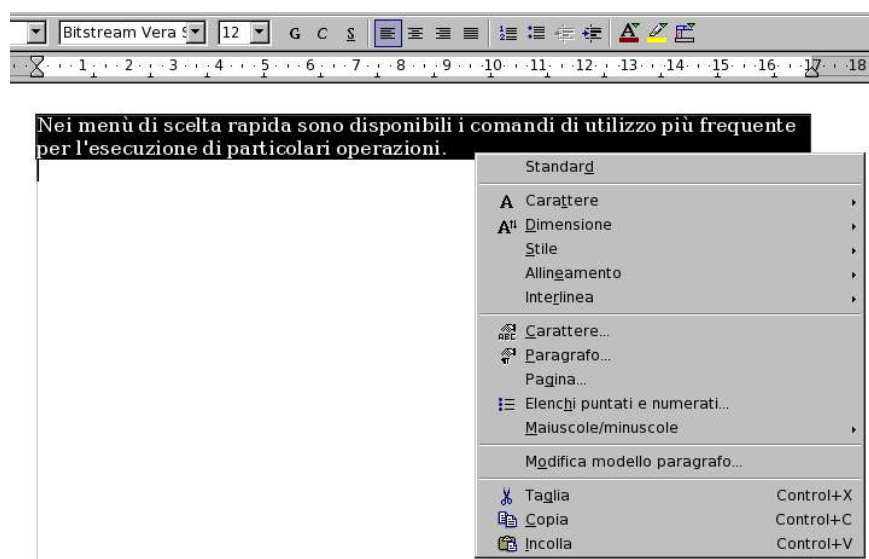 Bitstream Vera S 12 G C S
1 2 3 4 5 6 7 8 9 10 11 12 13 14 15 16 17 18
Nei menù di scelta rapida sono disponibili i comandi di utilizzo più frequente
per l'esecuzione di particolari operazioni.
Standard
A Carattere
A Dimensione
Stile
Allineamento
Interlinea
ABC Carattere...
Paragrafo...
Pagina...
Elenchi puntati e numerati...
Maiuscole/minuscole
Modifica modello paragrafo...
Taglia Control+X
Copia Control+C
Incolla Control+V